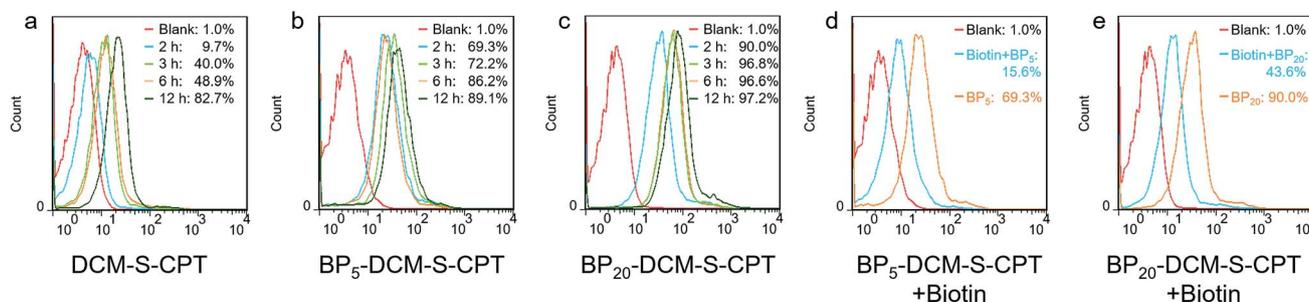 a
Blank: 1.0%
2 h: 9.7%
3 h: 40.0%
6 h: 48.9%
12 h: 82.7%
Count
0
10⁰ 10¹ 10² 10³ 10⁴
DCM-S-CPT
b
Blank: 1.0%
2 h: 69.3%
3 h: 72.2%
6 h: 86.2%
12 h: 89.1%
Count
0
10⁰ 10¹ 10² 10³ 10⁴
BP₅-DCM-S-CPT
c
Blank: 1.0%
2 h: 90.0%
3 h: 96.8%
6 h: 96.6%
12 h: 97.2%
Count
0
10⁰ 10¹ 10² 10³ 10⁴
BP₂₀-DCM-S-CPT
d
Blank: 1.0%
Biotin+BP₅:
15.6%
BP₅: 69.3%
Count
0
10⁰ 10¹ 10² 10³ 10⁴
BP₅-DCM-S-CPT
+Biotin
e
Blank: 1.0%
Biotin+BP₂₀:
43.6%
BP₂₀: 90.0%
Count
0
10⁰ 10¹ 10² 10³ 10
BP₂₀-DCM-S-CPT
+Biotin